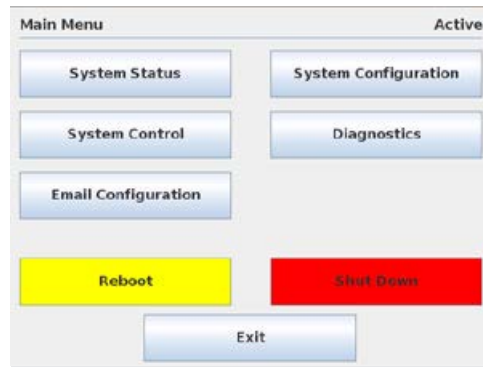 Main Menu Active
System Status System Configuration
System Control Diagnostics
Email Configuration
Reboot Shut Down
Exit